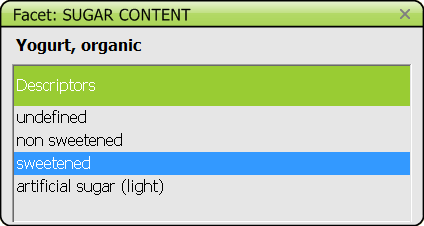 Facet: SUGAR CONTENT
Yogurt, organic
Descriptors
undefined
non sweetened
sweetened
artificial sugar (light)